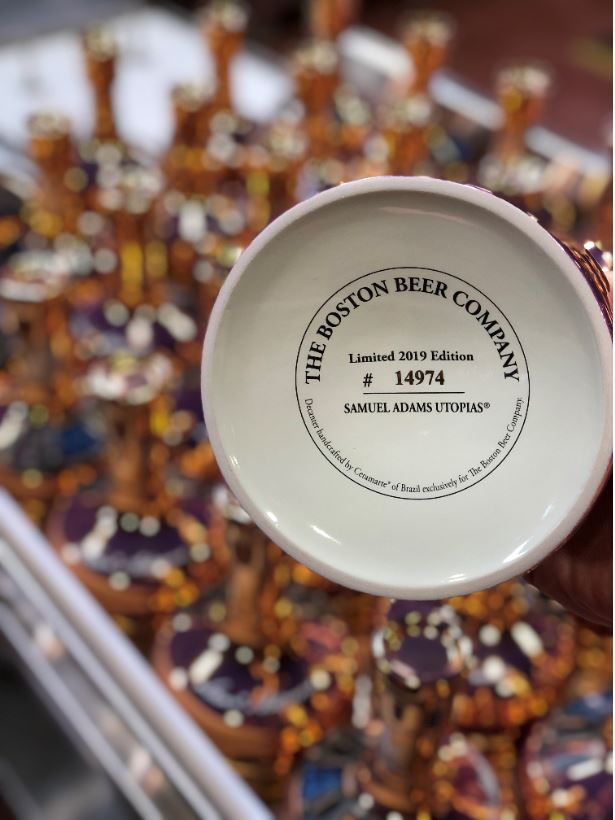 THE BOSTON BEER COMPANY
Limited 2019 Edition
# 14974
SAMUEL ADAMS UTOPIAS®
Decanter handcrafted by Ceramarte® of Brazil exclusively for The Boston Beer Company.